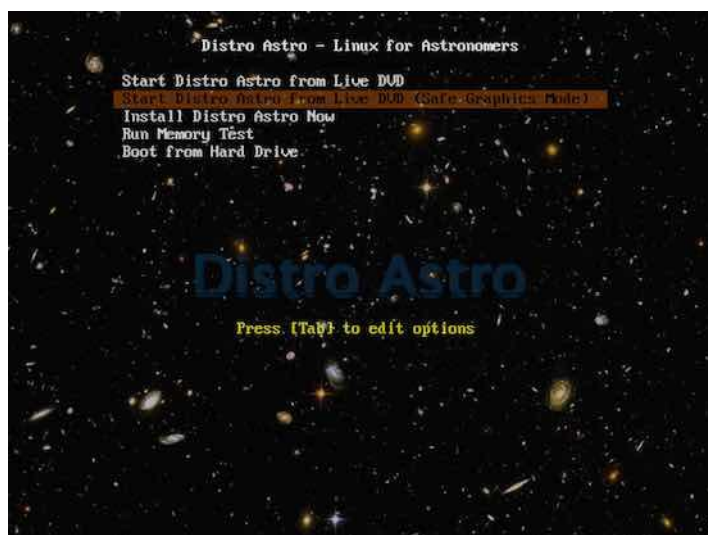 Distro Astro - Linux for Astronomers
Start Distro Astro from Live DVD
Start Distro Astro from Live DVD (Safe Graphics Mode)
Install Distro Astro Now
Run Memory Test
Boot from Hard Drive
Distro Astro
Press [Tab] to edit options